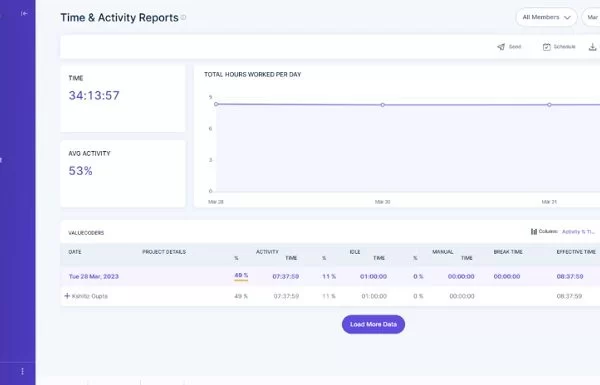 Time & Activity Reports
All Members
Mar
Send
Schedule
TIME
34:13:57
AVG ACTIVITY
53%
TOTAL HOURS WORKED PER DAY
9
6
3
0
Mar 28
Mar 30
Mar 31
VALUECODERS
Columns: Activity % Ti...
DATE PROJECT DETAILS ACTIVITY IDLE MANUAL BREAK TIME EFFECTIVE TIME
% TIME % TIME % TIME
Tue 28 Mar, 2023 49 % 07:37:59 11 % 01:00:00 0 % 00:00:00 00:00:00 08:37:59
+ Kshitiz Gupta 49 % 07:37:59 11 % 01:00:00 0 % 00:00:00 08:37:59
Load More Data